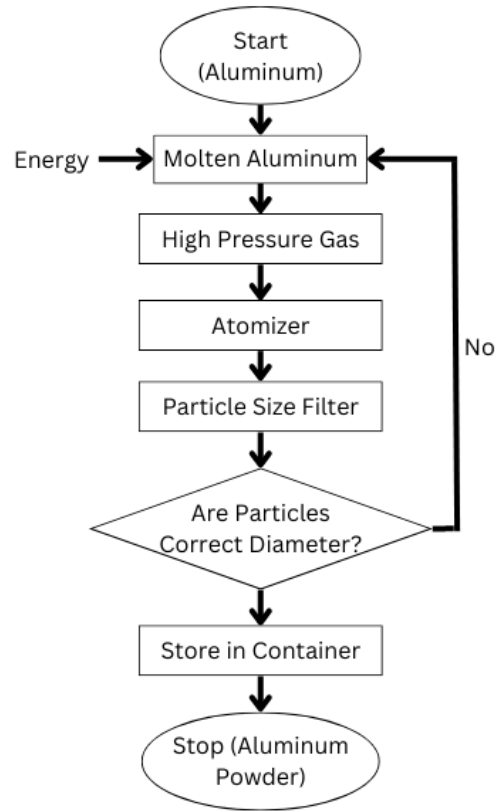 Start
(Aluminum)
Energy
Molten Aluminum
High Pressure Gas
Atomizer
No
Particle Size Filter
Are Particles
Correct Diameter?
Store in Container
Stop (Aluminum
Powder)